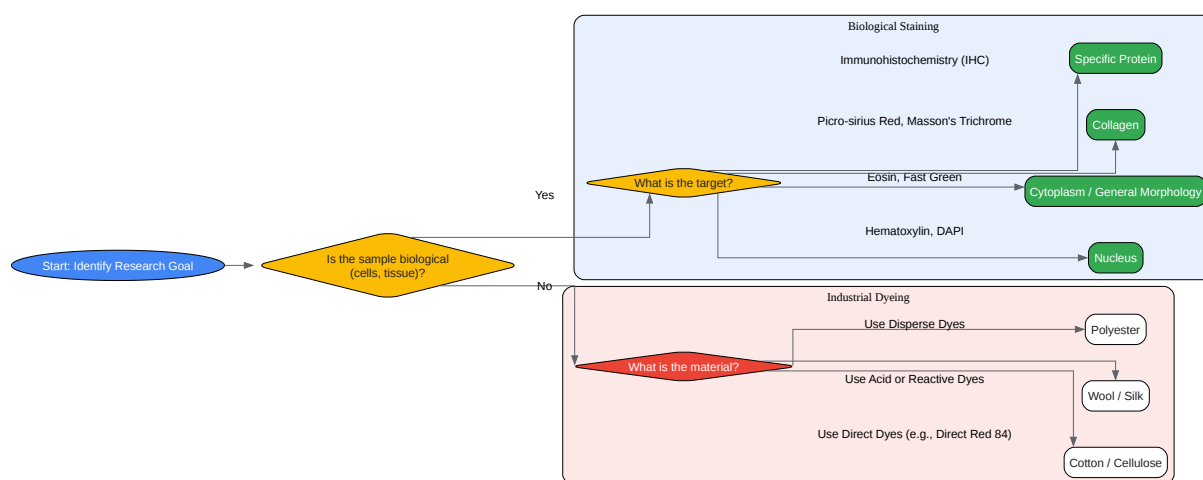 Biological Staining
Immunohistochemistry (IHC)
Specific Protein
Picro-sirius Red, Masson's Trichrome
Collagen
What is the target?
Eosin, Fast Green
Cytoplasm / General Morphology
Yes
Hematoxylin, DAPI
Nucleus
Start: Identify Research Goal
Is the sample biological
(cells, tissue)?
No
Industrial Dyeing
Use Disperse Dyes
Polyester
What is the material?
Use Acid or Reactive Dyes
Wool / Silk
Use Direct Dyes (e.g., Direct Red 84)
Cotton / Cellulose